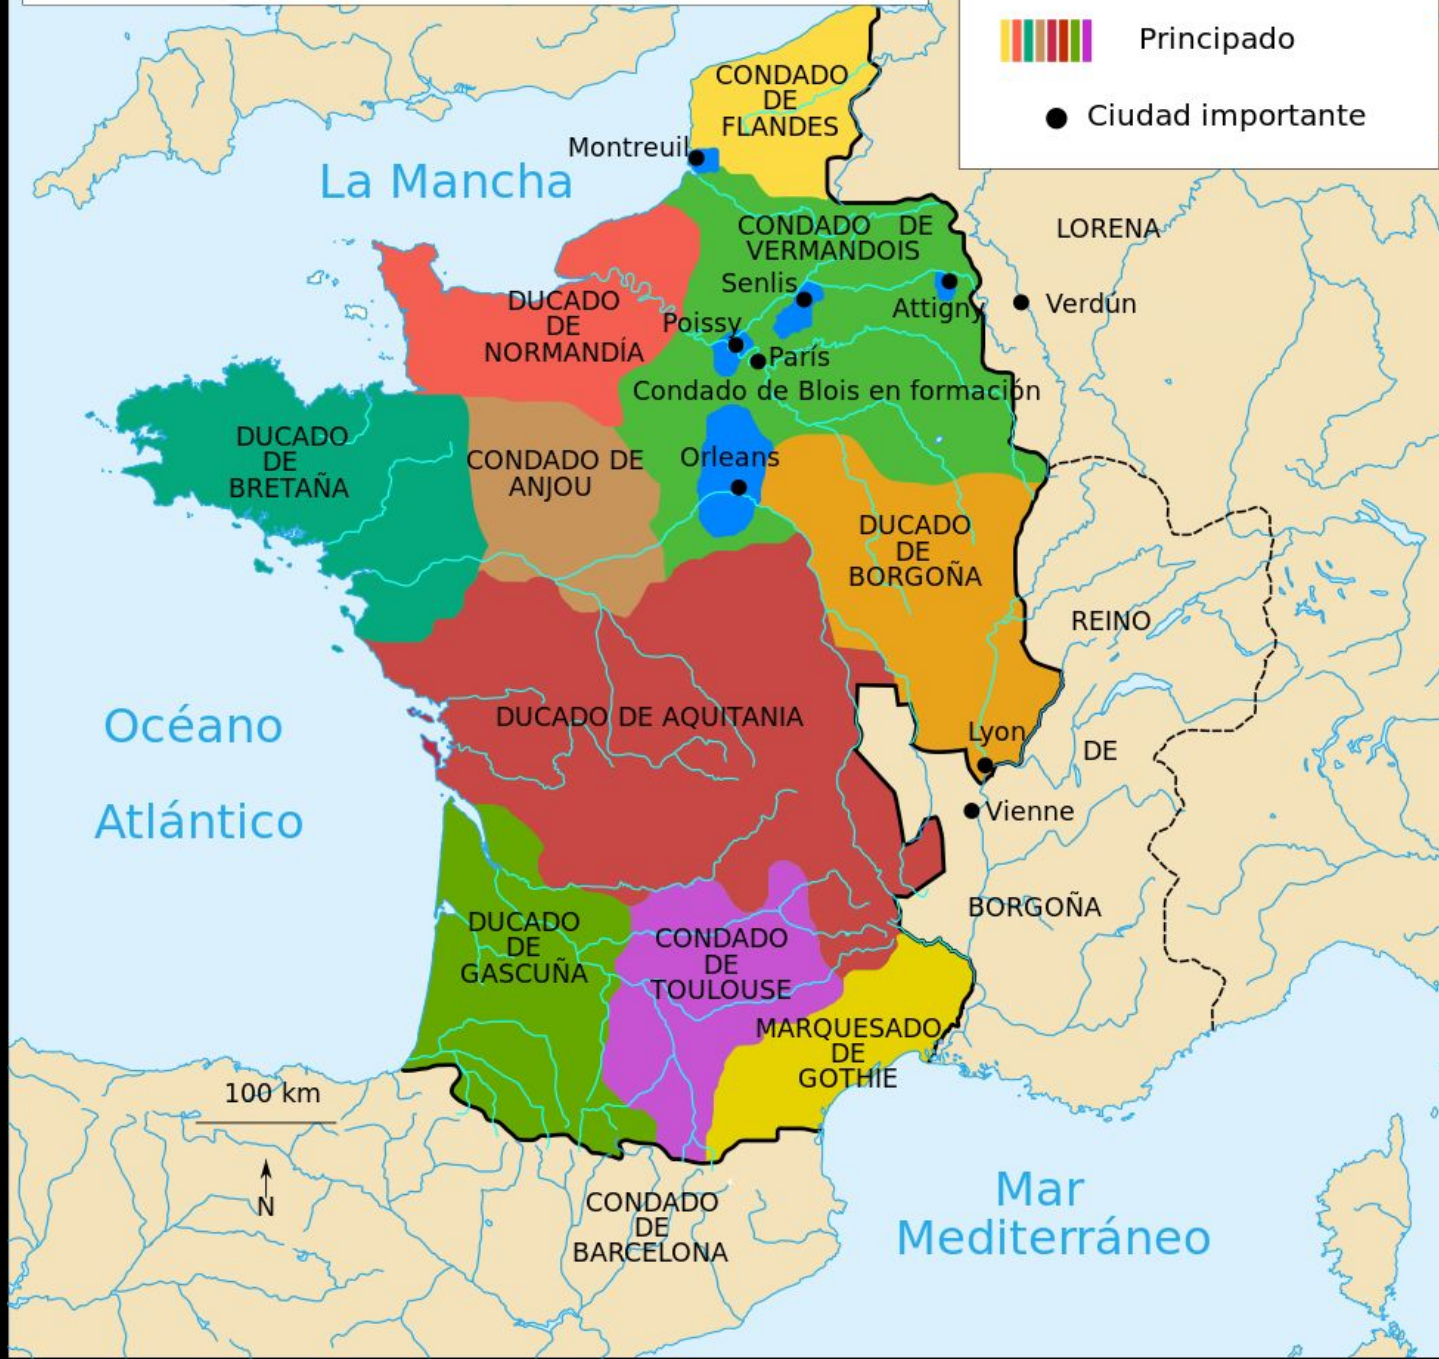 Principado
Ciudad importante
CONDADO
DE
FLANDES
Montreuil
La Mancha
CONDADO DE
VERMANDOIS
LORENA
Senlis
Attigny
Verdún
DUCADO
DE
NORMANDÍA
Poissy
París
Condado de Blois en formación
DUCADO
DE
BRETAÑA
CONDADO DE
ANJOU
Orleans
DUCADO
DE
BORGOÑA
REINO
DE
BORGOÑA
Océano
Atlántico
DUCADO DE AQUITANIA
Lyon
Vienne
DUCADO
DE
GASCUÑA
CONDADO
DE
TOULOUSE
MARQUESADO
DE
GOTHIE
100 km
N
CONDADO
DE
BARCELONA
Mar
Mediterráneo